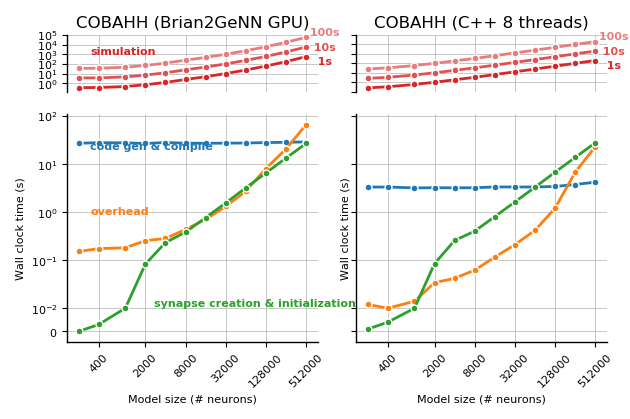 COBAHH (Brian2GeNN GPU)
COBAHH (C++ 8 threads)
10⁵
10⁴
10³
10²
10¹
10⁰
simulation
100s
10s
1s
100s
10s
1s
10²
10¹
10⁰
10⁻¹
10⁻²
0
Wall clock time (s)
code gen & compile
overhead
synapse creation & initialization
Wall clock time (s)
400
2000
8000
32000
128000
512000
Model size (# neurons)
400
2000
8000
32000
128000
512000
Model size (# neurons)